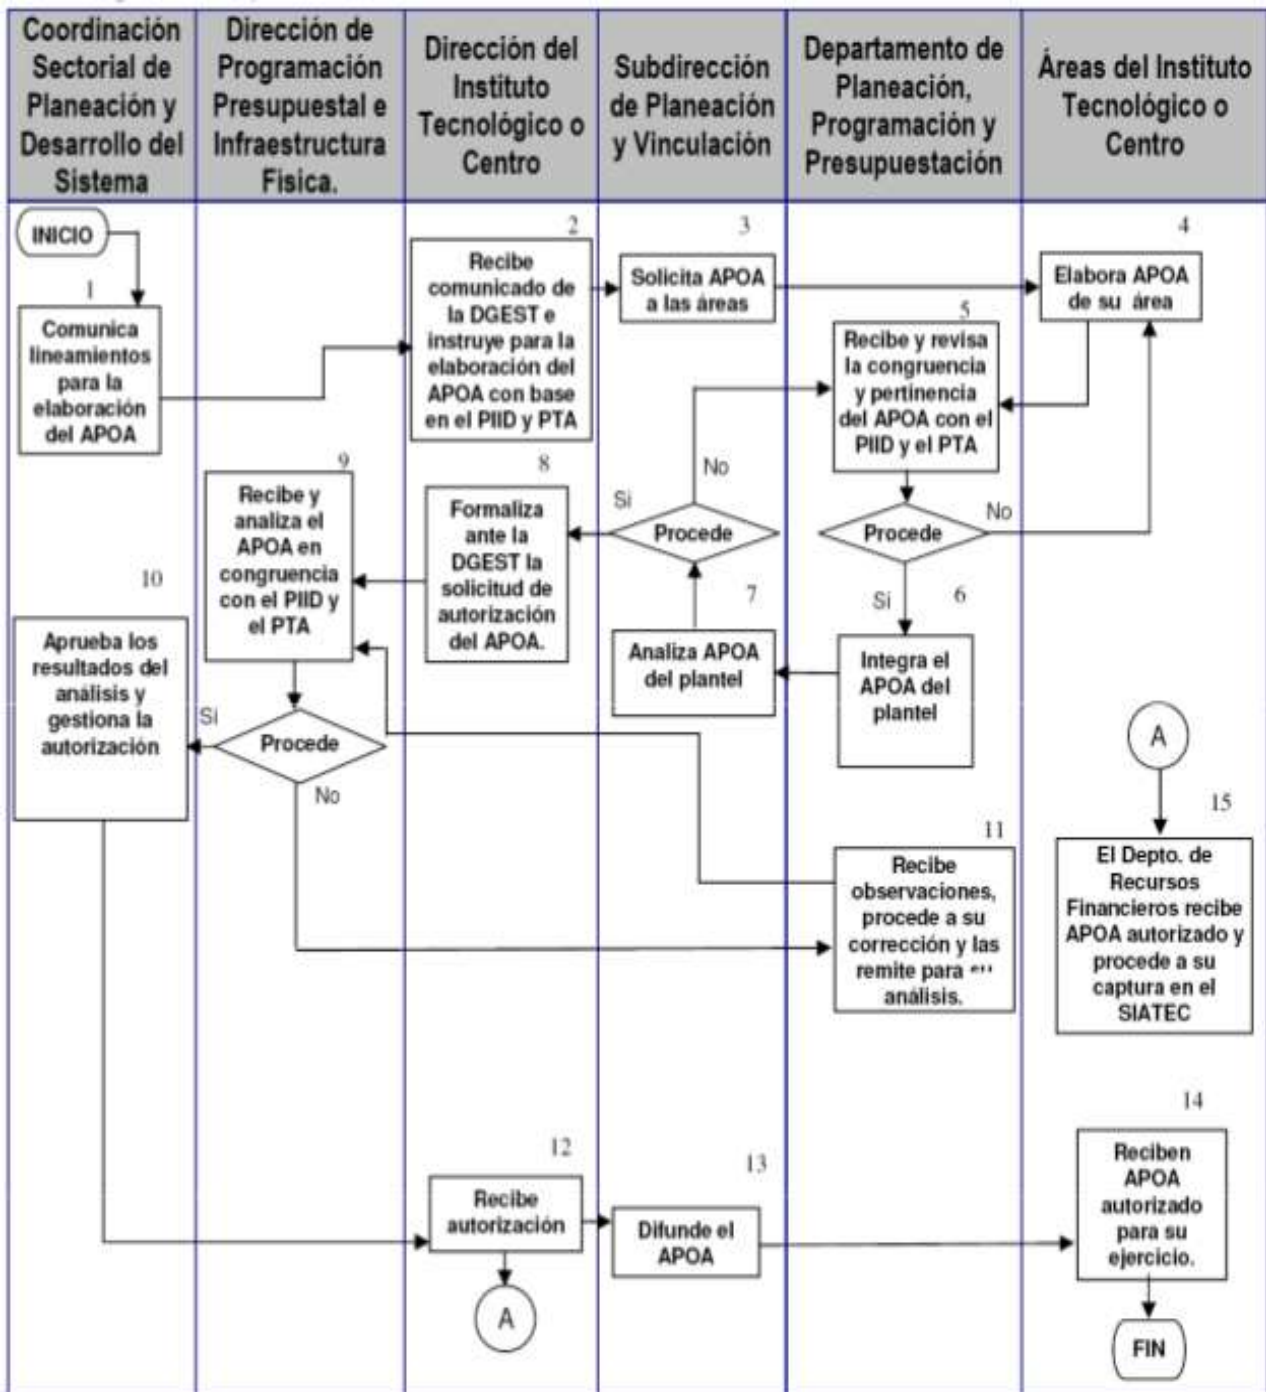 Coordinación
Sectorial de
Planeación y
Desarrollo del
Sistema
Dirección de
Programación
Presupuestal e
Infraestructura
Fisica.
Dirección del
Instituto
Tecnológico o
Centro
Subdirección
de Planeación
y Vinculación
Departamento de
Planeación,
Programación y
Presupuestación
Áreas del Instituto
Tecnológico o
Centro
INICIO
1
Comunica
lineamientos
para la
elaboración
del APOA
2
Recibe
comunicado de
la DGEST e
instruye para la
elaboración del
APOA con base
en el PIID y PTA
3
Solicita APOA
a las áreas
4
Elabora APOA
de su área
5
Recibe y revisa
la congruencia
y pertinencia
del APOA con el
PIID y el PTA
Procede
No
Si
6
Integra el
APOA del
plantel
7
Analiza APOA
del plantel
Procede
No
Si
8
Formaliza
ante la
DGEST la
solicitud de
autorización
del APOA.
9
Recibe y
analiza el
APOA en
congruencia
con el PIID y
el PTA
Procede
Si
No
10
Aprueba los
resultados del
análisis y
gestiona la
autorización
11
Recibe
observaciones,
procede a su
corrección y las
remite para
análisis.
12
Recibe
autorización
A
13
Difunde el
APOA
14
Reciben
APOA
autorizado
para su
ejercicio.
FIN
A
15
El Depto. de
Recursos
Financieros recibe
APOA autorizado y
procede a su
captura en el
SIATEC